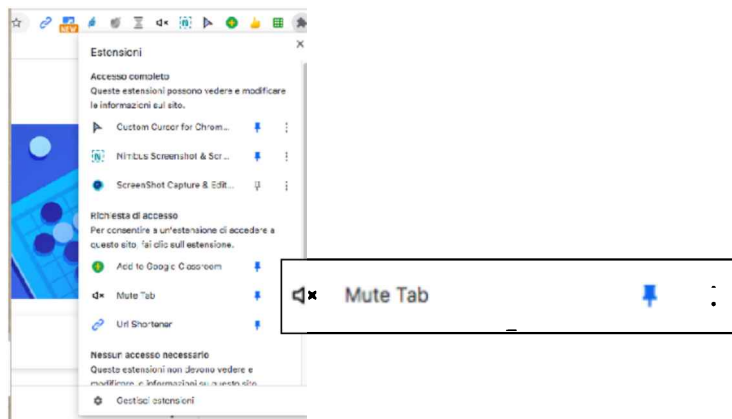 NEW
Estensioni
Accesso completo
Queste estensioni possono vedere e modificare
le informazioni sul sito.
Custom Cursor for Chrom...
Nimbus Screenshot & Scr...
ScreenShot Capture & Edit...
Richiesta di accesso
Per consentire a un'estensione di accedere a
questo sito, fai clic sull'estensione.
Add to Google Classroom
Mute Tab
Mute Tab
Url Shortener
Nessun accesso necessario
Queste estensioni non devono vedere e
modificare le informazioni su questo sito
Gestisci estensioni